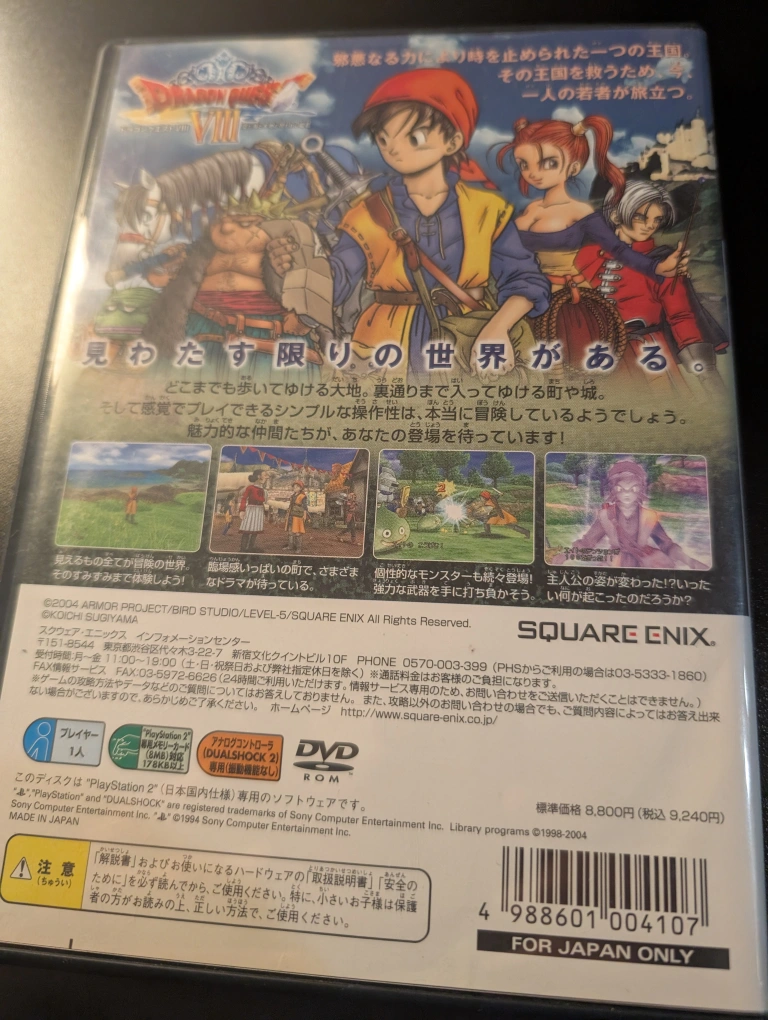 邪悪なる力により時を止められた一つの王国。
その王国を救うため、今、
一人の若者が旅立つ。
DRAGON QUEST
VIII
見わたす限りの世界がある。
どこまでも歩いてゆける大地。裏通りまで入ってゆける町や城。
そして感覚でプレイできるシンプルな操作性は、本当に冒険しているようでしょう。
魅力的な仲間たちが、あなたの登場を待っています!
見えるもの全てが冒険の世界。
そのすみずみまで体験しよう!
臨場感いっぱいの町で、さまざま
なドラマが待っている。
個性的なモンスターも続々登場!
強力な武器を手に打ち負かそう。
主人公の姿が変わった!?いった
い何が起こったのだろうか?
©2004 ARMOR PROJECT/BIRD STUDIO/LEVEL-5/SQUARE ENIX All Rights Reserved.
©KOICHI SUGIYAMA
SQUARE ENIX.
スクウェア・エニックス インフォメーションセンター
〒151-8544 東京都渋谷区代々木3-22-7 新宿文化クイントビル10F PHONE 0570-003-399 (PHSからご利用の場合は03-5333-1860)
受付時間:月~金 11:00~19:00 (土・日・祝祭日および弊社指定休日を除く) ※通話料金はお客様のご負担になります。
FAX情報サービス FAX:03-5972-6626 (24時間ご利用いただけます。情報サービス専用のため、お問い合わせをご送信いただくことはできません。)
※ゲームの攻略方法やデータなどのご質問についてはお答えしておりません。また、攻略以外のお問い合わせの場合でも、ご質問内容によってはお答え出来
ない場合がございますので、あらかじめご了承ください。 ホームページ http://www.square-enix.co.jp/
プレイヤー
1人
"PlayStation 2"
専用メモリーカード
(8MB)対応
178KB以上
アナログコントローラ
(DUALSHOCK 2)
専用(振動機能なし)
DVD
ROM
このディスクは "PlayStation 2" (日本国内仕様) 専用のソフトウェアです。
標準価格 8,800円 (税込 9,240円)
"PlayStation" and "DUALSHOCK" are registered trademarks of Sony Computer Entertainment Inc. Library programs ©1998-2004
Sony Computer Entertainment Inc. ©1994 Sony Computer Entertainment Inc.
MADE IN JAPAN
注意
(ちゅうい)
「解説書」およびお使いになるハードウェアの「取扱説明書」「安全の
ために」を必ず読んでから、ご使用ください。特に、小さいお子様は保護
者の方がお読みの上、正しい方法で、ご使用ください。
4 988601 004107
FOR JAPAN ONLY